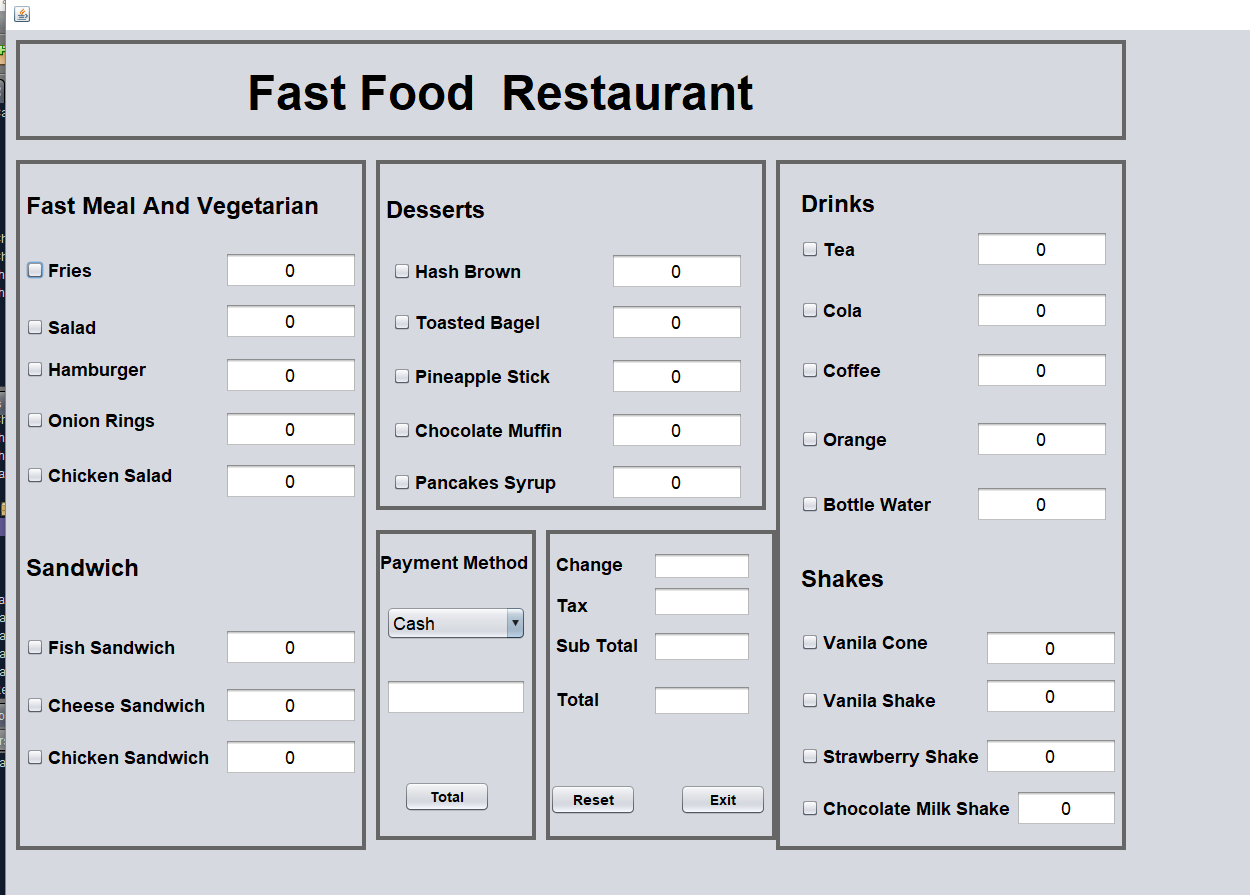 Fast Food  Restaurant
Fast Meal And Vegetarian
Fries 0
Salad 0
Hamburger 0
Onion Rings 0
Chicken Salad 0
Sandwich
Fish Sandwich 0
Cheese Sandwich 0
Chicken Sandwich 0
Desserts
Hash Brown 0
Toasted Bagel 0
Pineapple Stick 0
Chocolate Muffin 0
Pancakes Syrup 0
Payment Method
Cash
Total
Change
Tax
Sub Total
Total
Reset Exit
Drinks
Tea 0
Cola 0
Coffee 0
Orange 0
Bottle Water 0
Shakes
Vanila Cone 0
Vanila Shake 0
Strawberry Shake 0
Chocolate Milk Shake 0